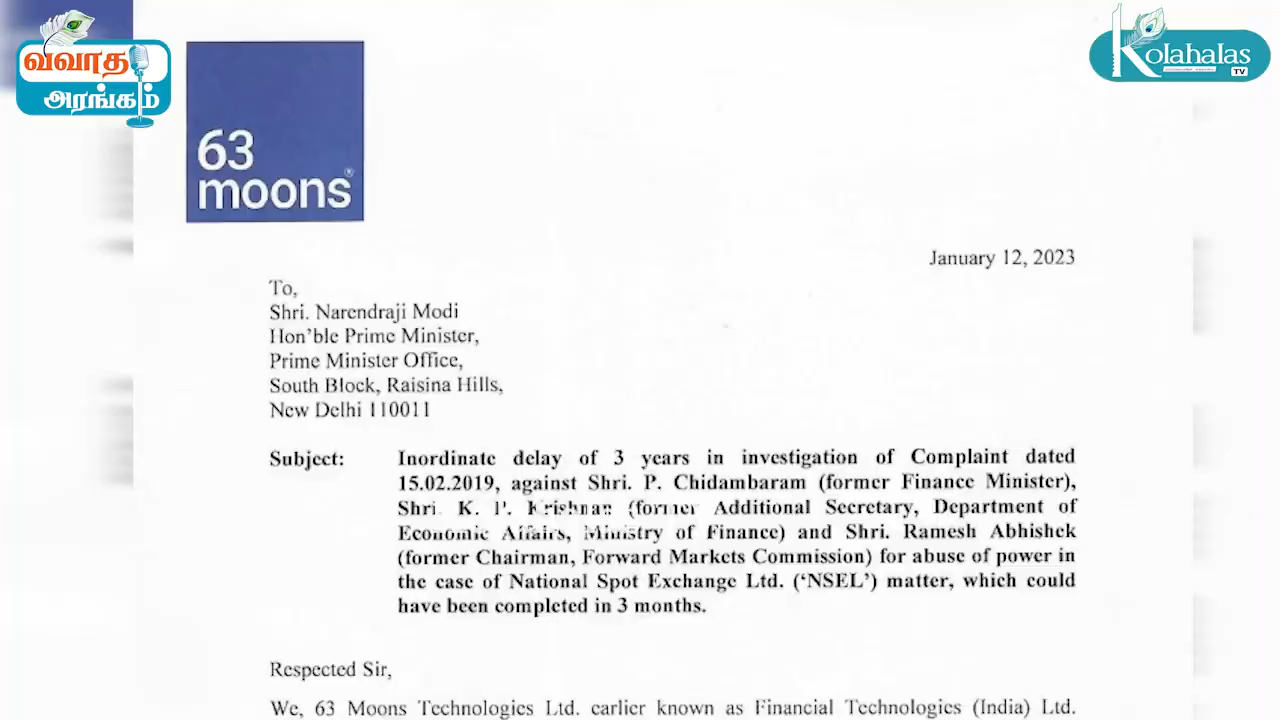 வவாத
அரங்கம்
Kolahalas
TV
63
moons
January 12, 2023
To,
Shri. Narendraji Modi
Hon'ble Prime Minister,
Prime Minister Office,
South Block, Raisina Hills,
New Delhi 110011
Subject: Inordinate delay of 3 years in investigation of Complaint dated
15.02.2019, against Shri. P. Chidambaram (former Finance Minister),
Shri. K. P. Krishnan (former Additional Secretary, Department of
Economic Affairs, Ministry of Finance) and Shri. Ramesh Abhishek
(former Chairman, Forward Markets Commission) for abuse of power in
the case of National Spot Exchange Ltd. ('NSEL') matter, which could
have been completed in 3 months.
Respected Sir,
We, 63 Moons Technologies Ltd. earlier known as Financial Technologies (India) Ltd.